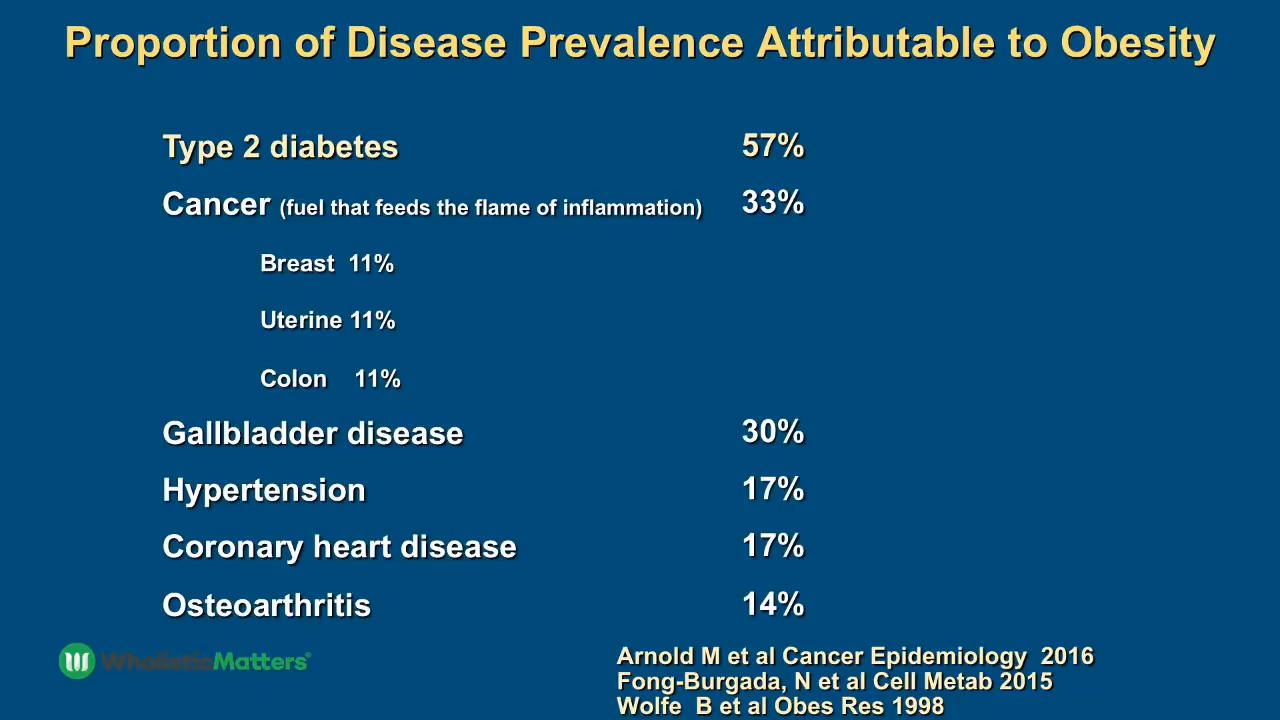 Proportion of Disease Prevalence Attributable to Obesity
Type 2 diabetes 57%
Cancer (fuel that feeds the flame of inflammation) 33%
Breast 11%
Uterine 11%
Colon 11%
Gallbladder disease 30%
Hypertension 17%
Coronary heart disease 17%
Osteoarthritis 14%
WholisticMatters®
Arnold M et al Cancer Epidemiology 2016
Fong-Burgada, N et al Cell Metab 2015
Wolfe B et al Obes Res 1998